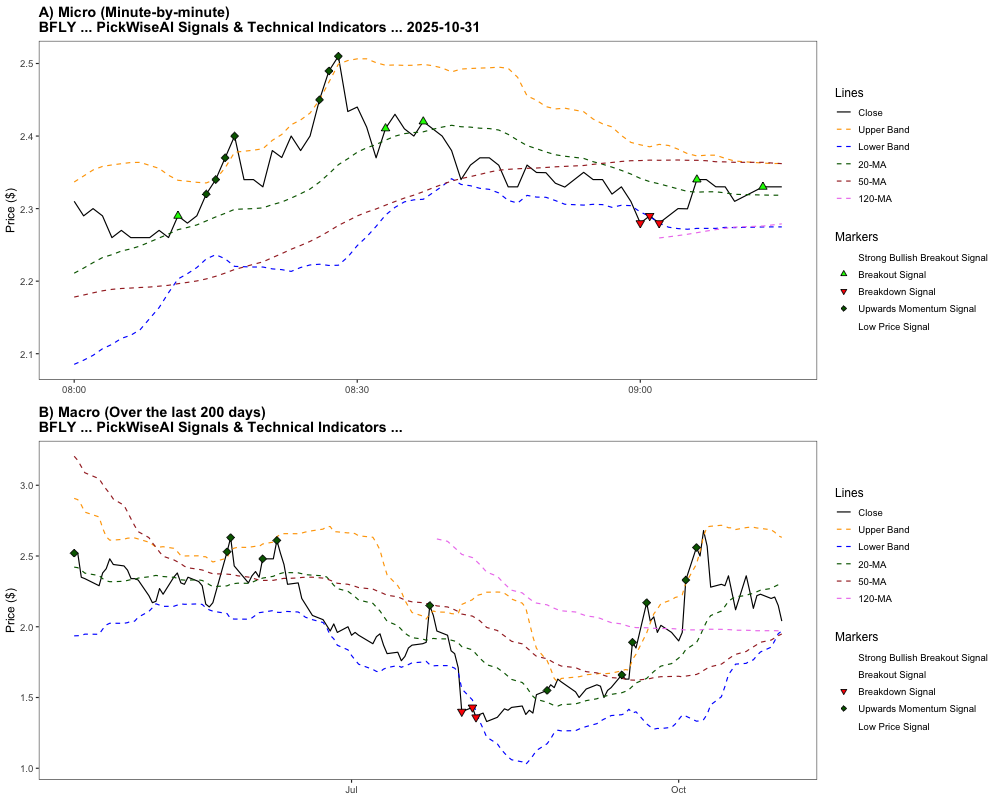 A) Micro (Minute-by-minute)
BFLY ... PickWiseAI Signals & Technical Indicators ... 2025-10-31
Price ($)
2.5
2.4
2.3
2.2
2.1
08:00
08:30
09:00
Lines
Close
Upper Band
Lower Band
20-MA
50-MA
120-MA
Markers
Strong Bullish Breakout Signal
Breakout Signal
Breakdown Signal
Upwards Momentum Signal
Low Price Signal
B) Macro (Over the last 200 days)
BFLY ... PickWiseAI Signals & Technical Indicators ...
Price ($)
3.0
2.5
2.0
1.5
1.0
Jul
Oct
Lines
Close
Upper Band
Lower Band
20-MA
50-MA
120-MA
Markers
Strong Bullish Breakout Signal
Breakout Signal
Breakdown Signal
Upwards Momentum Signal
Low Price Signal